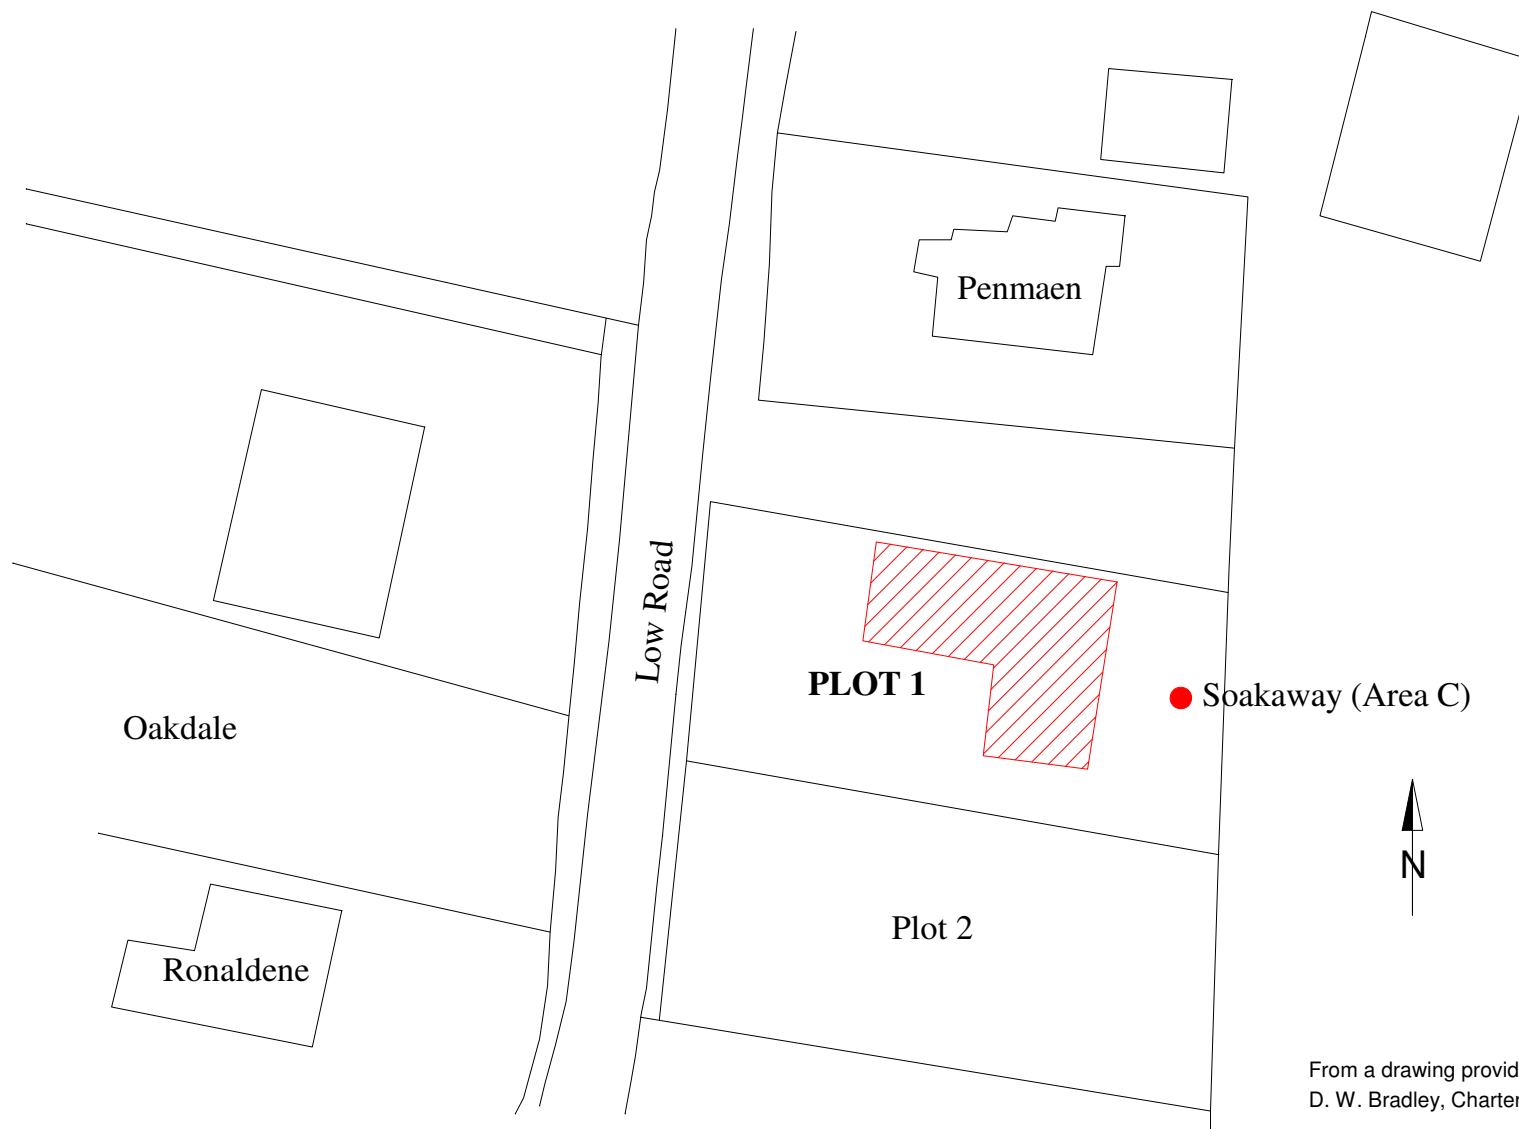 Penmaen
Low Road
PLOT 1
Soakaway (Area C)
Oakdale
N
Plot 2
Ronaldene
From a drawing provid
D. W. Bradley, Charter